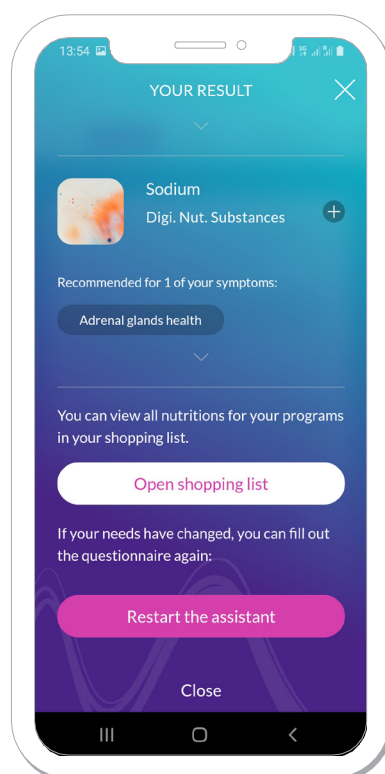 13:54
YOUR RESULT
Sodium
Digi. Nut. Substances
Recommended for 1 of your symptoms:
Adrenal glands health
You can view all nutritions for your programs
in your shopping list.
Open shopping list
If your needs have changed, you can fill out
the questionnaire again:
Restart the assistant
Close